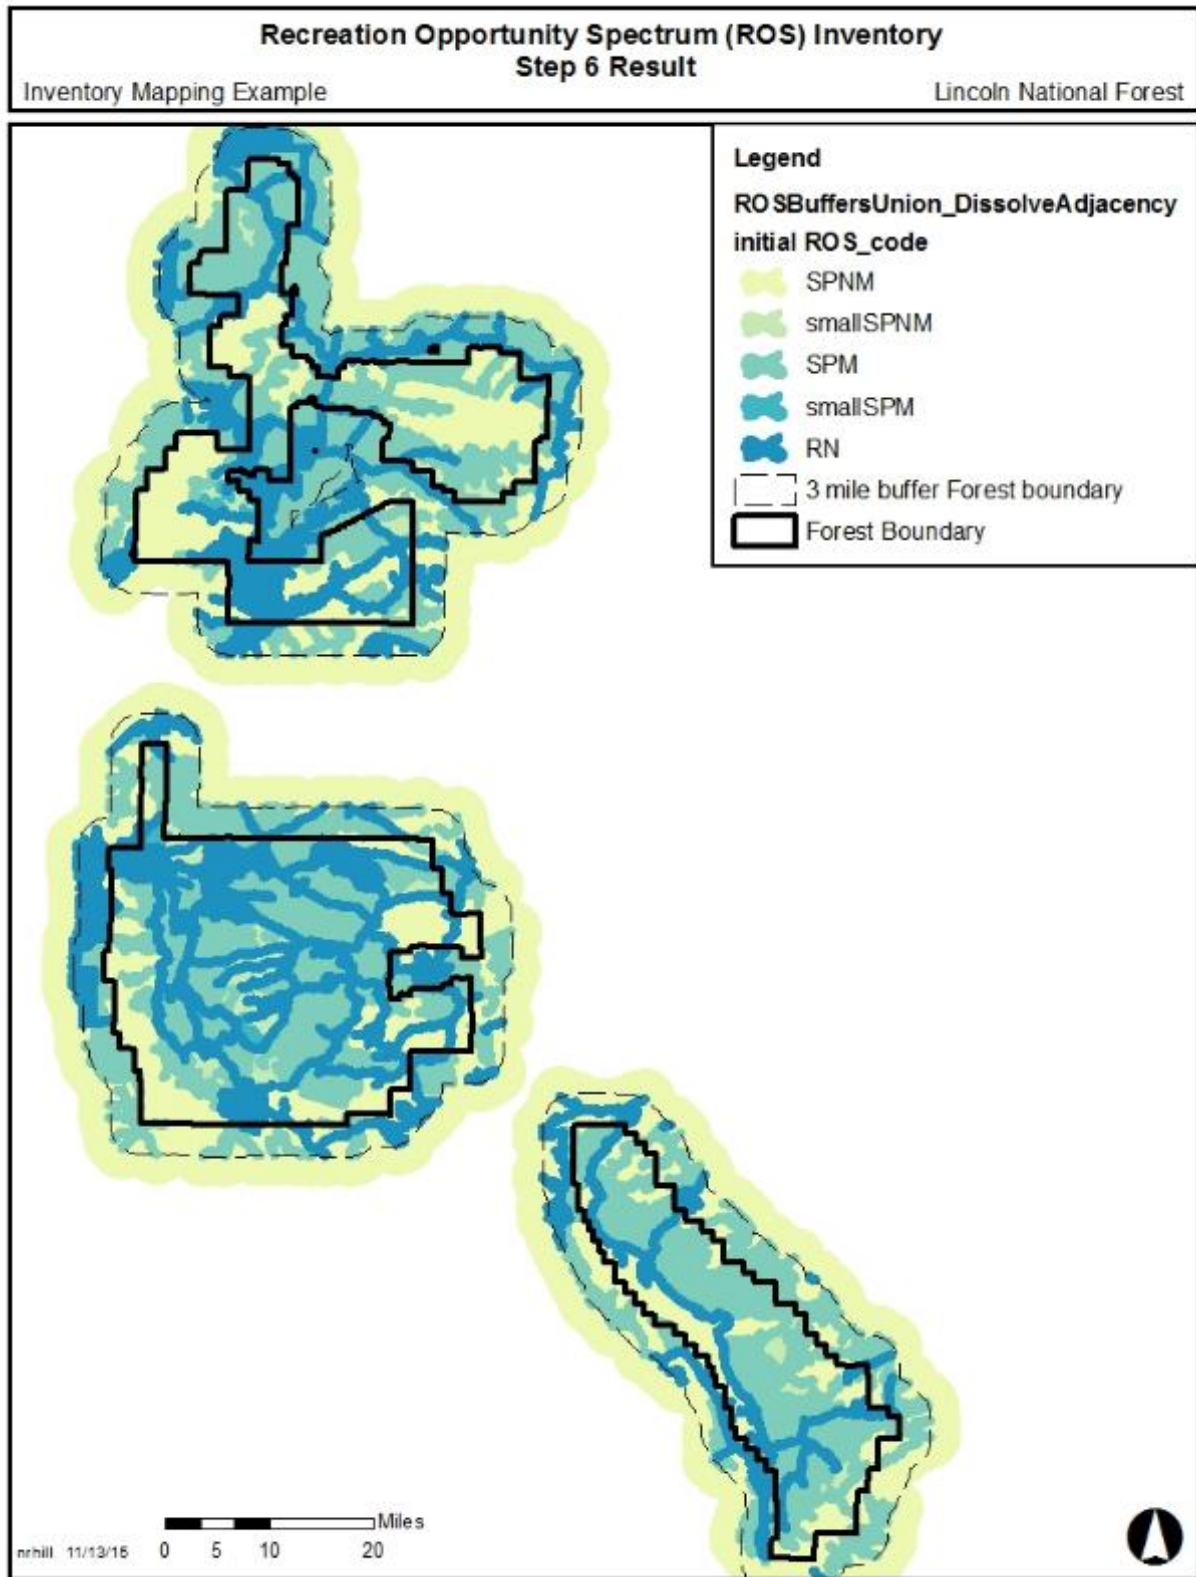 Recreation Opportunity Spectrum (ROS) Inventory
Step 6 Result
Inventory Mapping Example
Lincoln National Forest
Legend
ROSBuffersUnion_DissolveAdjacency
initial ROS_code
SPNM
smallSPNM
SPM
smallSPM
RN
3 mile buffer Forest boundary
Forest Boundary
Miles
0 5 10 20
nrhill 11/13/15